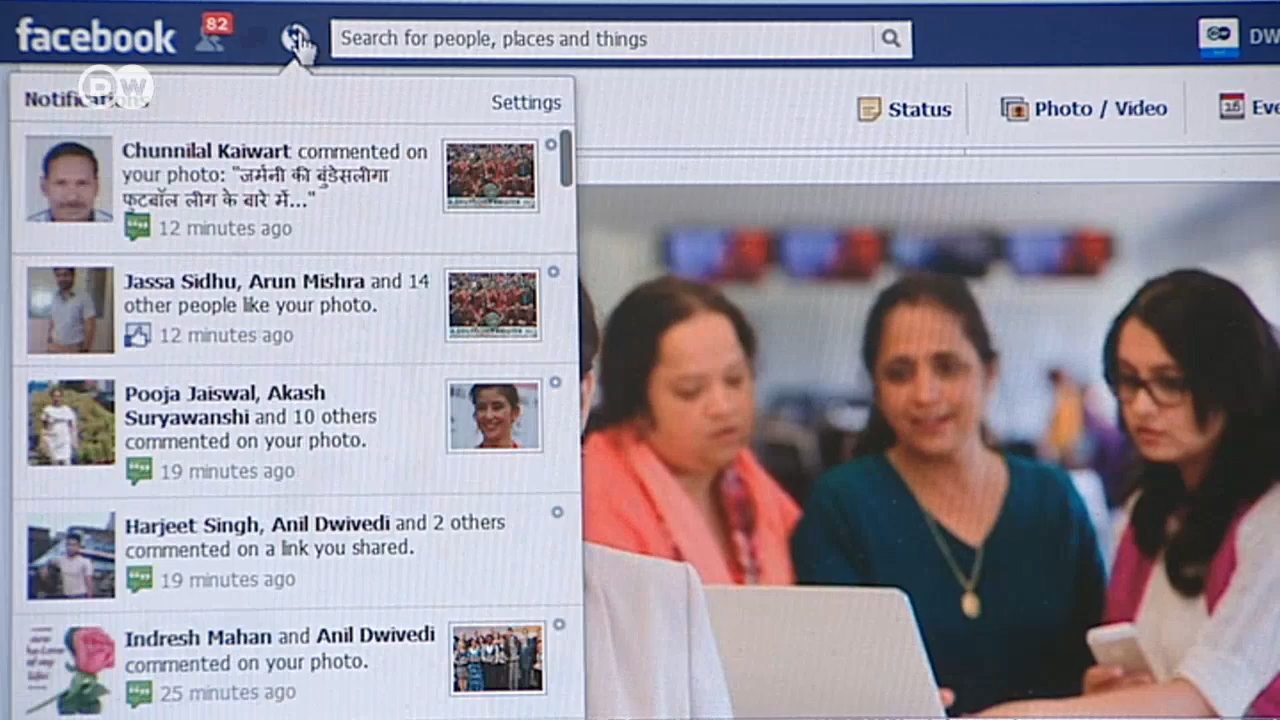 facebook
82
Search for people, places and things
DW
DW
Notifications
Settings
Status
Photo / Video
16
Eve
Chunnilal Kaiwart commented on
your photo: "जर्मनी की बुंडेसलीगा
फुटबॉल लीग के बारे में..."
12 minutes ago
Jassa Sidhu, Arun Mishra and 14
other people like your photo.
12 minutes ago
Pooja Jaiswal, Akash
Suryawanshi and 10 others
commented on your photo.
19 minutes ago
Harjeet Singh, Anil Dwivedi and 2 others
commented on a link you shared.
19 minutes ago
Indresh Mahan and Anil Dwivedi
commented on your photo.
25 minutes ago